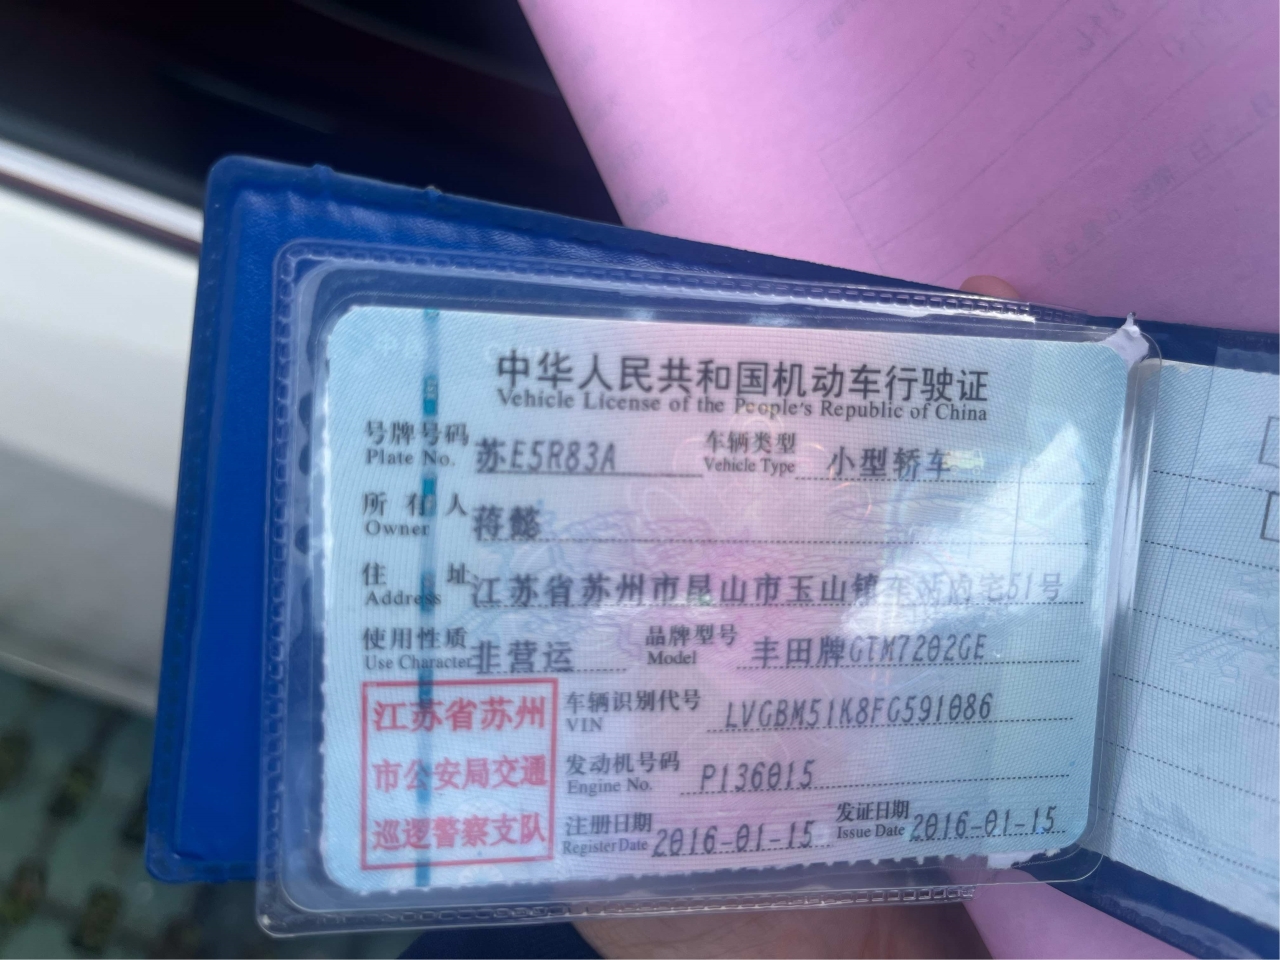 中华人民共和国机动车行驶证
Vehicle License of the People's Republic of China
号牌号码 苏E5R83A 车辆类型 小型轿车
Plate No. Vehicle Type
所有人 蒋懿
Owner
住址 江苏省苏州市昆山市玉山镇车站内宅51号
Address
使用性质 非营运 品牌型号 丰田牌GTM7202GE
Use Character Model
江苏省苏州
市公安局交通
巡逻警察支队
车辆识别代号 LVGBM51K8FG591086
VIN
发动机号码 P136015
Engine No.
注册日期 2016-01-15 发证日期 2016-01-15
Register Date Issue Date